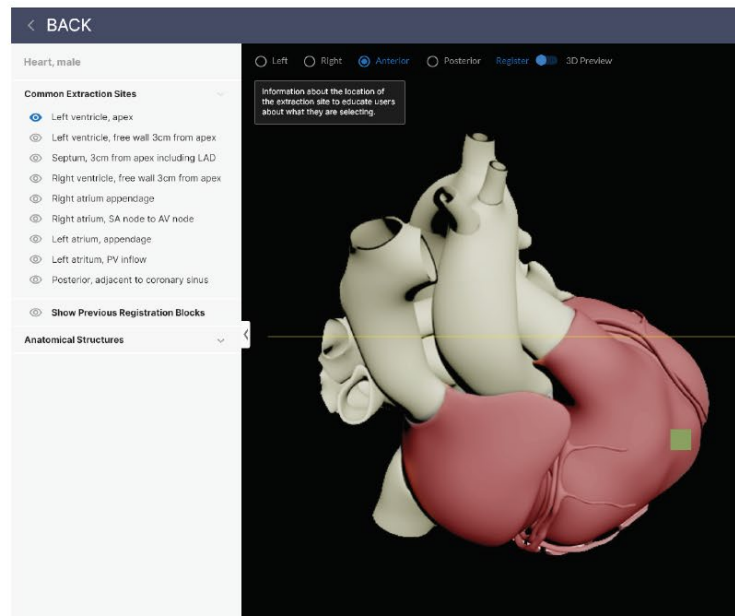 BACK
Heart, male
Left
Right
Anterior
Posterior
Register
3D Preview
Information about the location of
the extraction site to educate users
about what they are selecting.
Common Extraction Sites
Left ventricle, apex
Left ventricle, free wall 3cm from apex
Septum, 3cm from apex including LAD
Right ventricle, free wall 3cm from apex
Right atrium appendage
Right atrium, SA node to AV node
Left atrium, appendage
Left atritum, PV inflow
Posterior, adjacent to coronary sinus
Show Previous Registration Blocks
Anatomical Structures